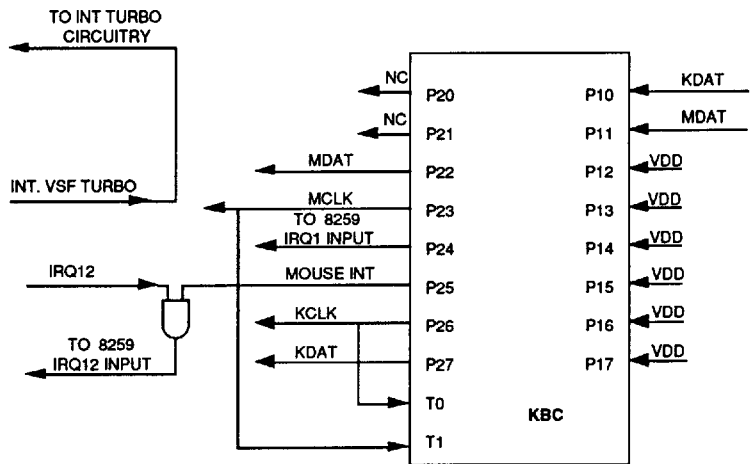 TO INT TURBO
CIRCUITRY
INT. VSF TURBO
IRQ12
TO 8259
IRQ12 INPUT
NC
NC
MDAT
MCLK
TO 8259
IRQ1 INPUT
MOUSE INT
KCLK
KDAT
P20
P21
P22
P23
P24
P25
P26
P27
T0
T1
KBC
P10
P11
P12
P13
P14
P15
P16
P17
KDAT
MDAT
VDD
VDD
VDD
VDD
VDD
VDD